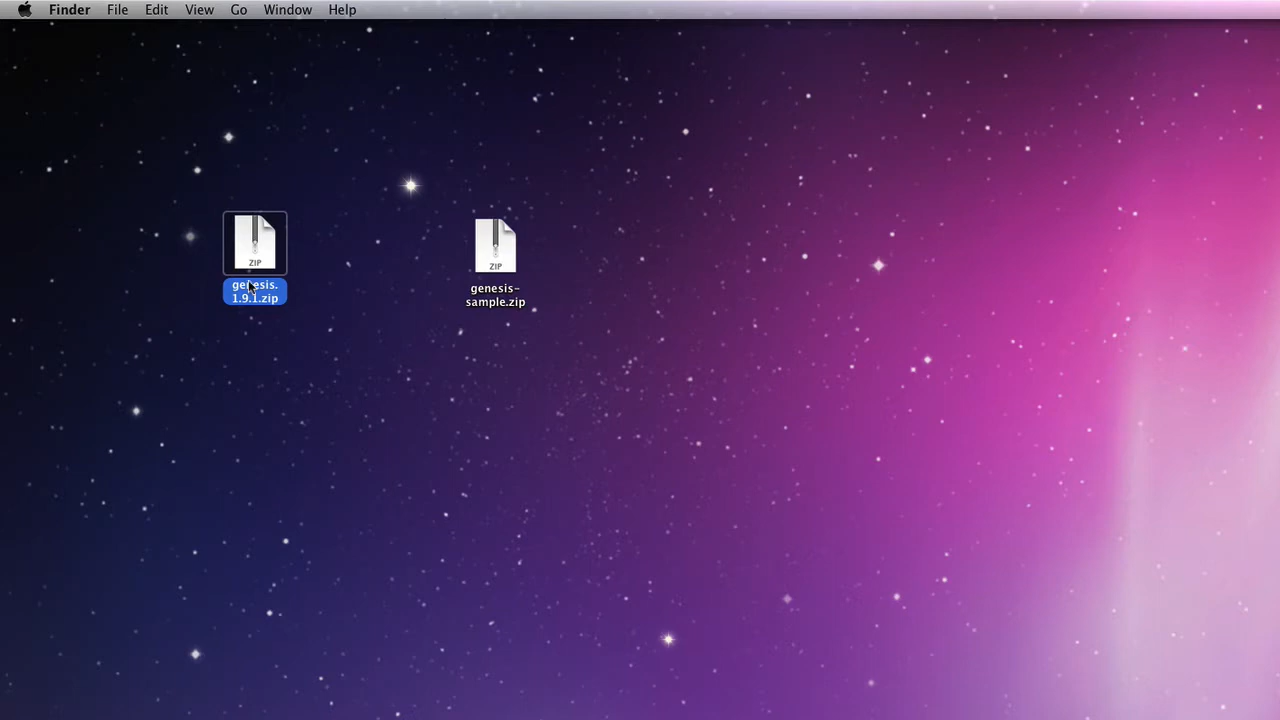 Finder File Edit View Go Window Help
ZIP
genesis.
1.9.1.zip
ZIP
genesis-
sample.zip